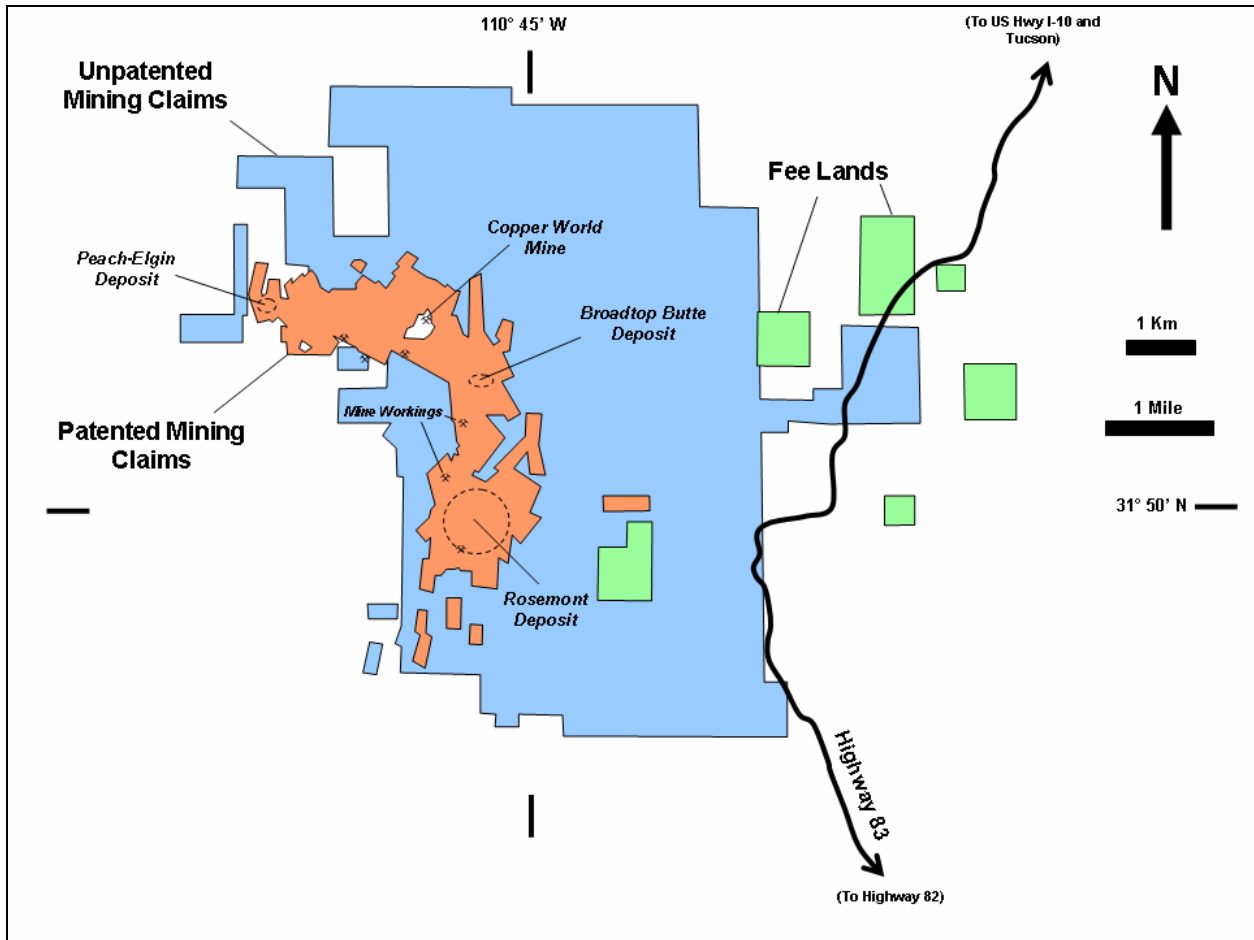 110° 45’ W
(To US Hwy I-10 and
Tucson)
Unpatented
Mining Claims
N
Fee Lands
Copper World
Mine
Peach-Elgin
Deposit
Broadtop Butte
Deposit
1 Km
Mine Workings
1 Mile
Patented Mining
Claims
31° 50’ N
Rosemont
Deposit
Highway 83
(To Highway 82)